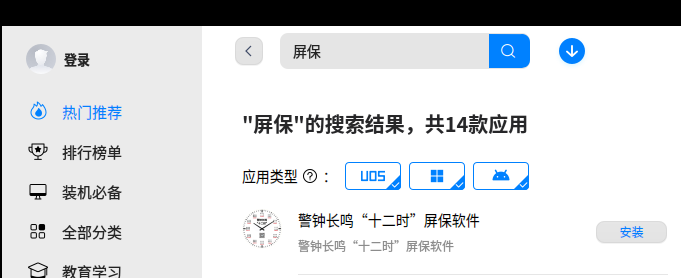 登录
热门推荐
排行榜单
装机必备
全部分类
教育学习
屏保
"屏保"的搜索结果，共14款应用
应用类型 ? ：
UOS
警钟长鸣“十二时”屏保软件
警钟长鸣“十二时”屏保软件
安装